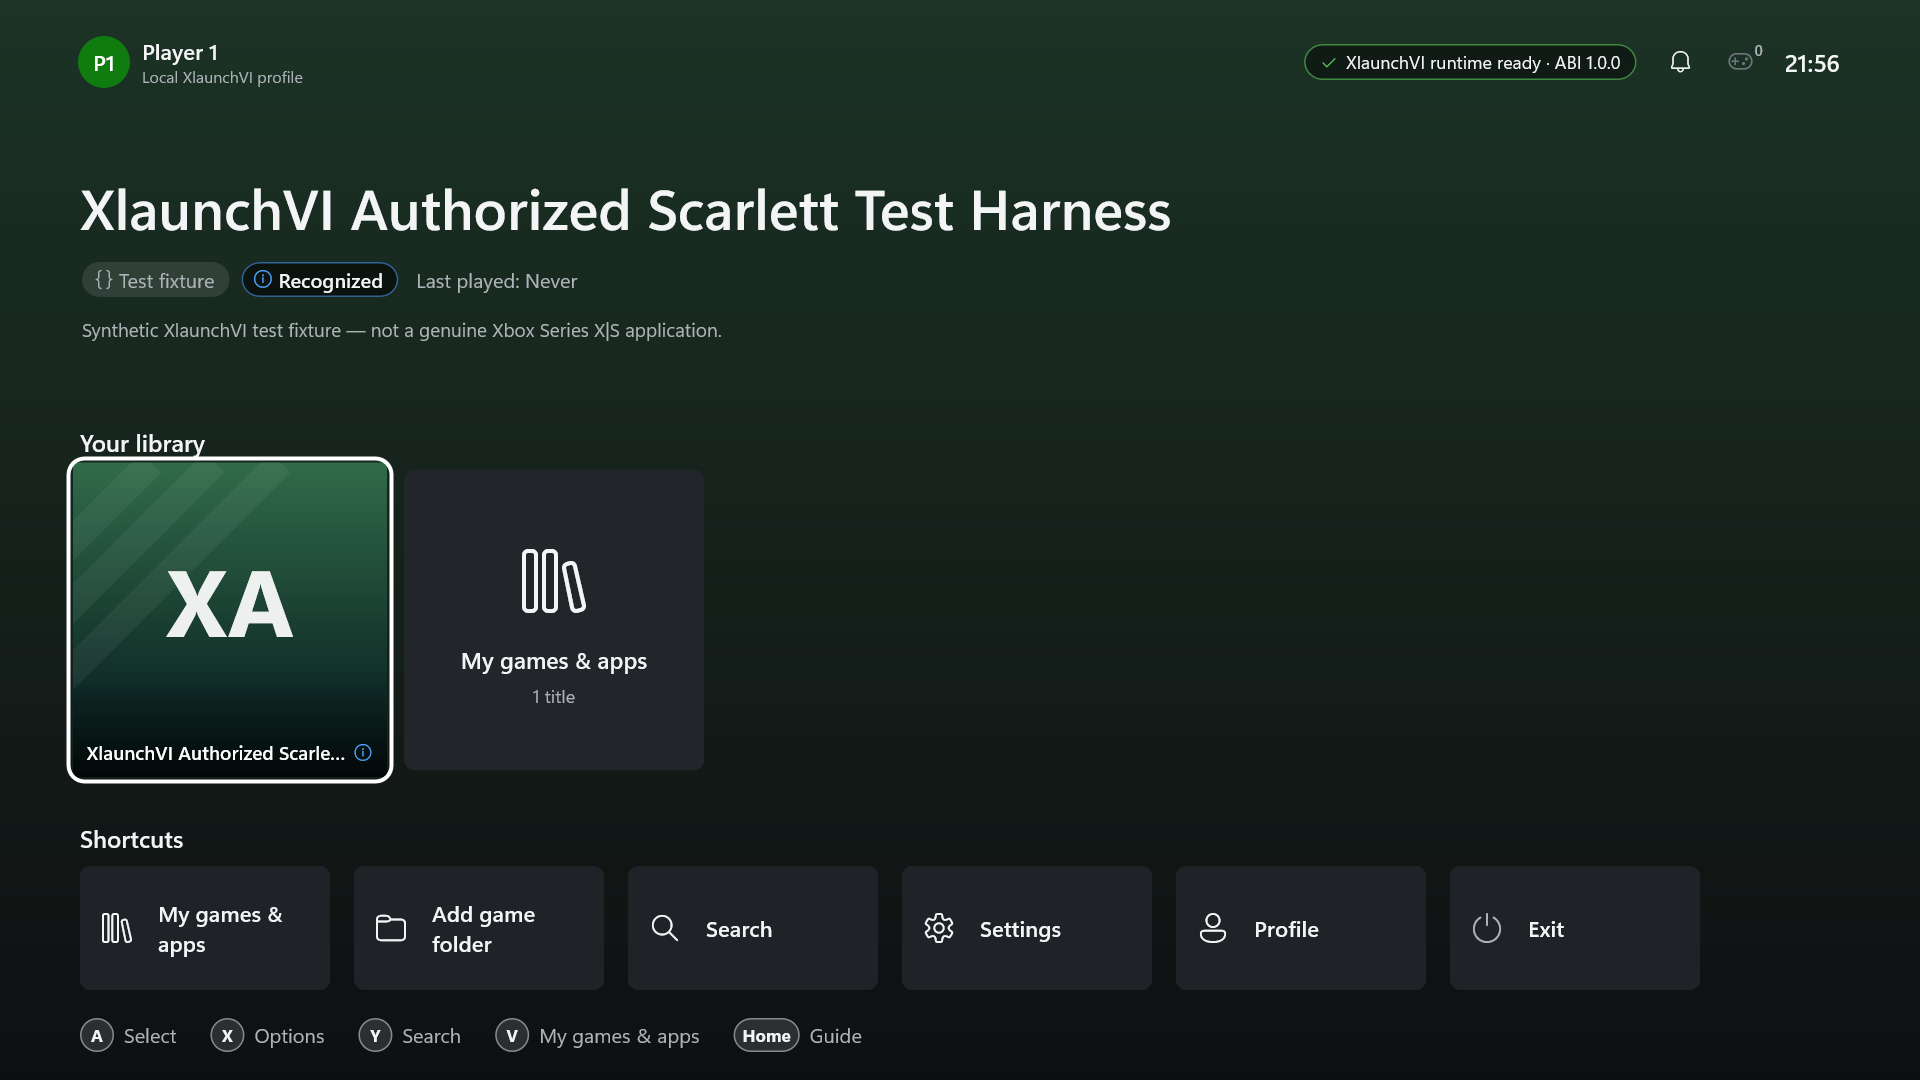 P1
Player 1
Local XlaunchVI profile
XlaunchVI runtime ready · ABI 1.0.0
0
21:56
XlaunchVI Authorized Scarlett Test Harness
{} Test fixture
Recognized
Last played: Never
Synthetic XlaunchVI test fixture — not a genuine Xbox Series X|S application.
Your library
XA
XlaunchVI Authorized Scarle...
My games & apps
1 title
Shortcuts
My games &
apps
Add game
folder
Search
Settings
Profile
Exit
A Select
X Options
Y Search
V My games & apps
Home Guide